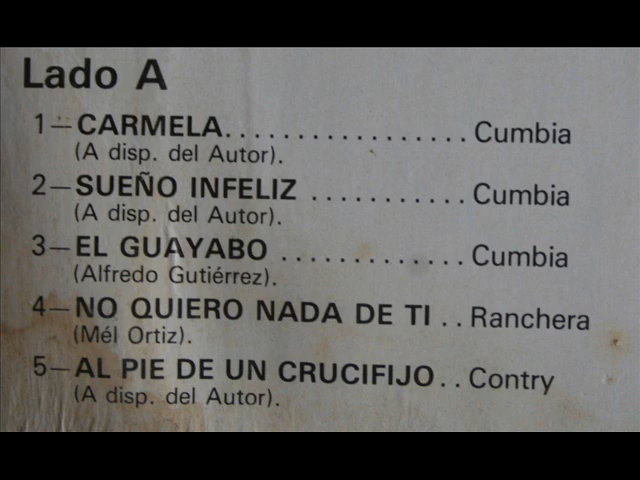 Lado A
1—CARMELA........................Cumbia
(A disp. del Autor).
2—SUEÑO INFELIZ ...........Cumbia
(A disp. del Autor).
3—EL GUAYABO .............Cumbia
(Alfredo Gutiérrez).
4—NO QUIERO NADA DE TI ..Ranchera
(Mél Ortiz).
5—AL PIE DE UN CRUCIFIJO..Contry
(A disp. del Autor).